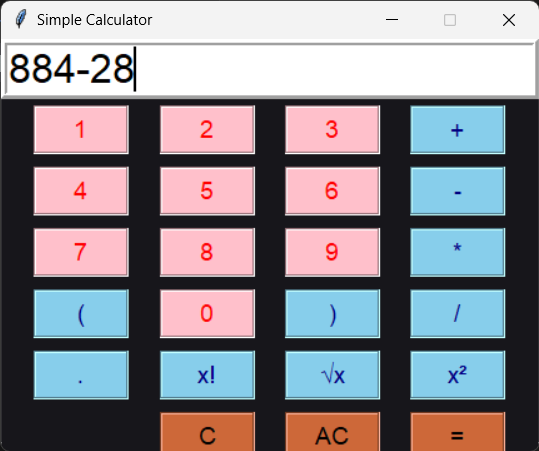 Simple Calculator
884-28
1 2 3 +
4 5 6 -
7 8 9 *
( 0 ) /
. x! √x x²
C AC =